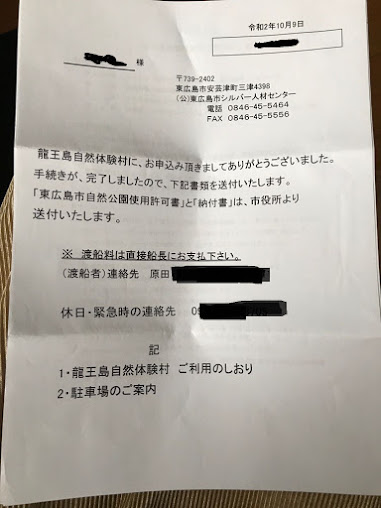 令和2年10月9日
様
〒739-2402
東広島市安芸津町三津4398
(公)東広島市シルバー人材センター
電話 0846-45-5464
FAX 0846-45-5556
龍王島自然体験村に、お申込み頂きましてありがとうございました。
手続きが、完了しましたので、下記書類を送付いたします。
「東広島市自然公園使用許可書」と「納付書」は、市役所より
送付いたします。
※ 渡船料は直接船長にお支払下さい。
(渡船者)連絡先 原田
休日・緊急時の連絡先
記
1・龍王島自然体験村 ご利用のしおり
2・駐車場のご案内